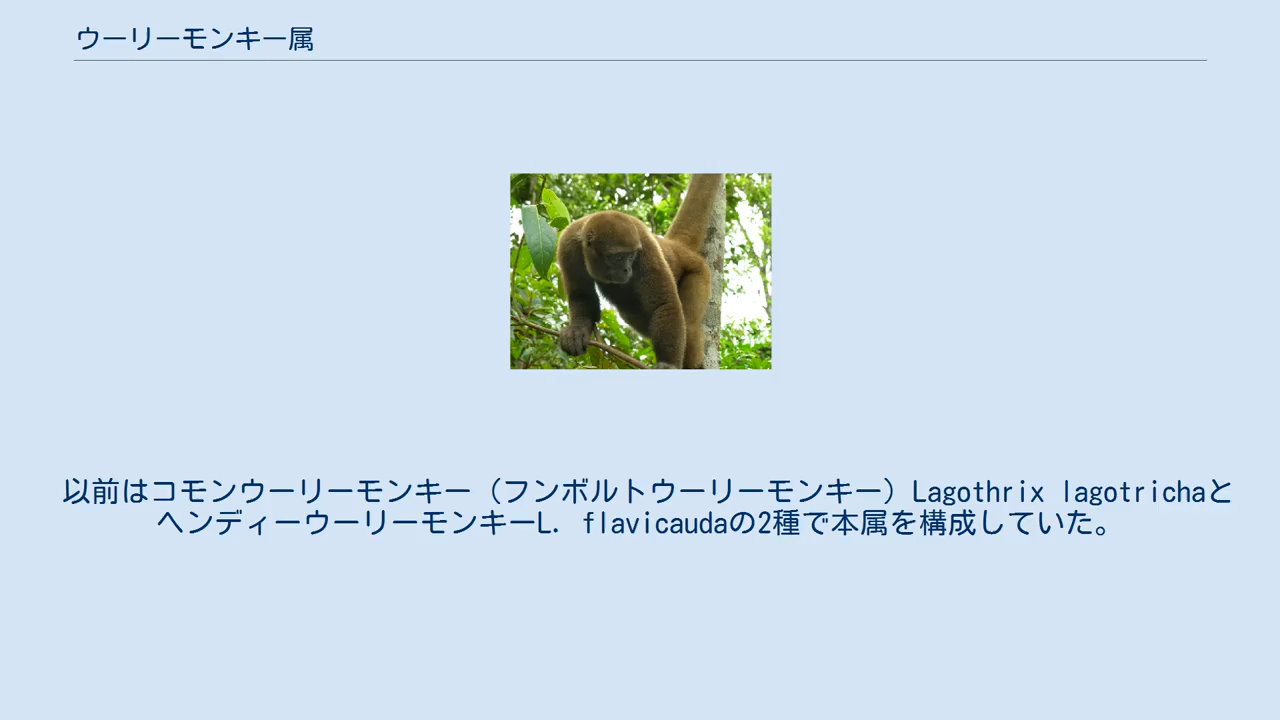 ウーリーモンキー属
以前はコモンウーリーモンキー（フンボルトウーリーモンキー）Lagothrix lagotrichaと
ヘンディーウーリーモンキーL. flavicaudaの2種で本属を構成していた。